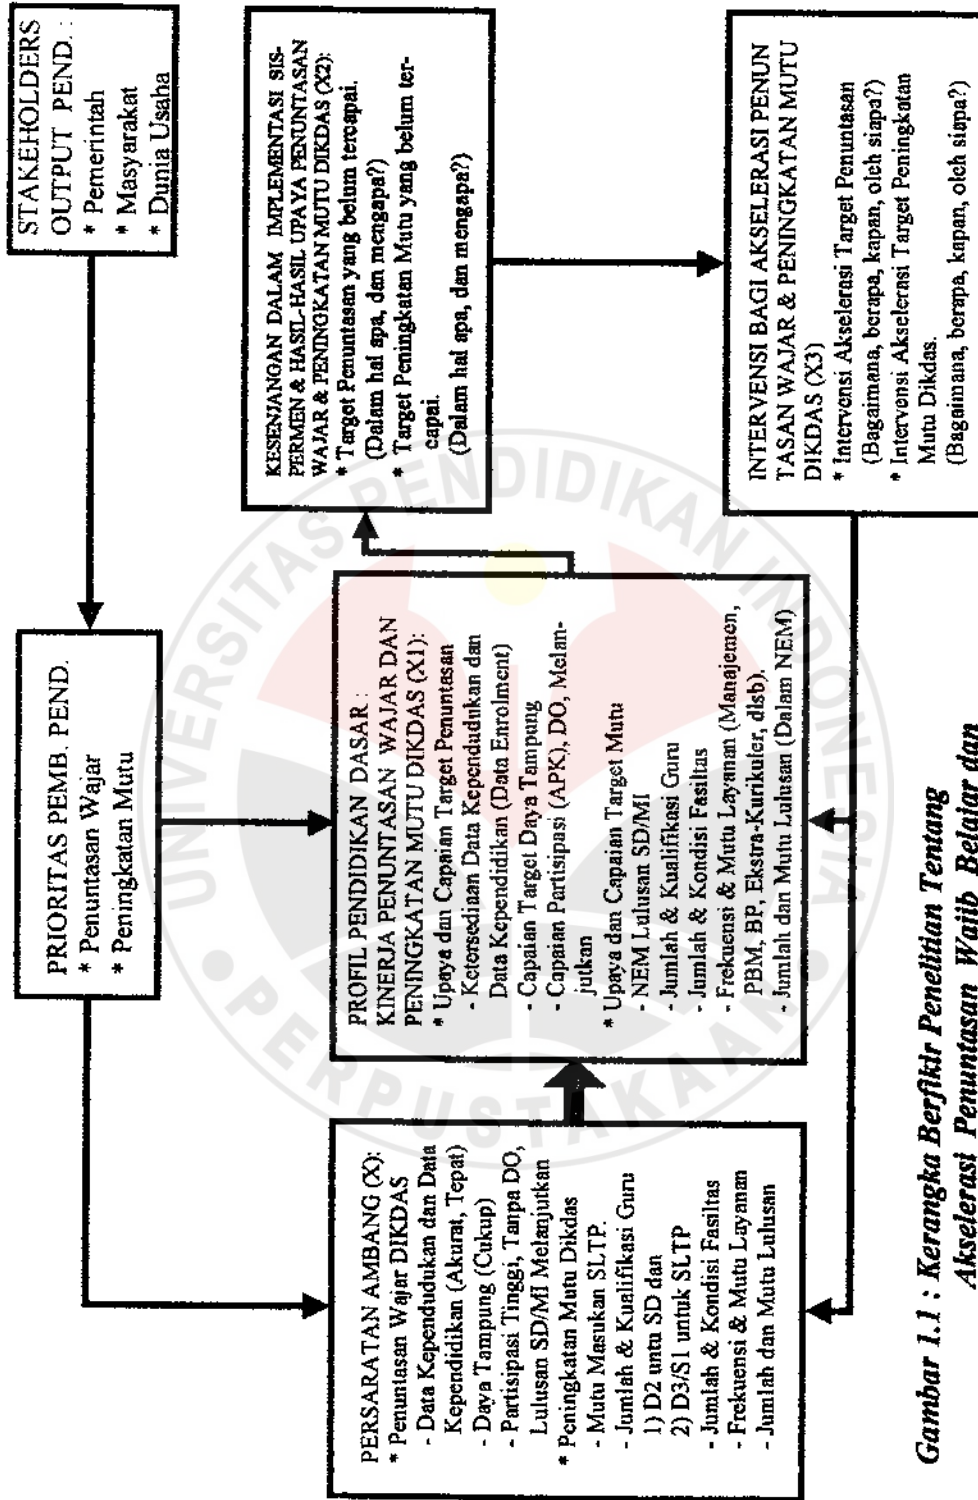 STAKEHOLDERS
OUTPUT PEND. :
* Pemerintah
* Masyarakat
* Dunia Usaha
PRIORITAS PEMB. PEND.
* Penuntasan Wajar
* Peningkatan Mutu
PERSARATAN AMBANG (X):
* Penuntasan Wajar DIKDAS
- Data Kependudukan dan Data
Kependidikan (Akurat, Tepat)
- Daya Tampung (Cukup)
- Partisipasi Tinggi, Tanpa DO,
Lulusan SD/MI Melanjutkan
* Peningkatan Mutu Dikdas
- Mutu Masukan SLTP.
- Jumlah & Kualifikasi Guru
1) D2 untu SD dan
2) D3/S1 untuk SLTP
- Jumlah & Kondisi Fasiltas
- Frekuensi & Mutu Layanan
- Jumlah dan Mutu Lulusan
PROFIL PENDIDIKAN DASAR :
KINERJA PENUNTASAN WAJAR DAN
PENINGKATAN MUTU DIKDAS (X1):
* Upaya dan Capaian Target Penuntasan
- Ketersediaan Data Kependudukan dan
Data Kependidikan (Data Enrolment)
- Capaian Target Daya Tampung
- Capaian Partisipasi (APK), DO, Melan-
jutkan
* Upaya dan Capaian Target Mutu
- NEM Lulusan SD/MI
- Jumlah & Kualifikasi Guru
- Jumlah & Kondisi Fasiltas
- Frekuensi & Mutu Layanan (Manajemen,
PBM, BP, Ekstra-Kurikuler, dlsb).
- Jumlah dan Mutu Lulusan (Dalam NEM)
KESENJANGAN DALAM IMPLEMENTASI SIS-
PERMEN & HASIL-HASIL UPAYA PENUNTASAN
WAJAR & PENINGKATAN MUTU DIKDAS (X2):
* Target Penuntasan yang belum tercapai.
(Dalam hal apa, dan mengapa?)
* Target Peningkatan Mutu yang belum ter-
capai.
(Dalam hal apa, dan mengapa?)
INTERVENSI BAGI AKSELERASI PENUN
TASAN WAJAR & PENINGKATAN MUTU
DIKDAS (X3)
* Intervensi Akselerasi Target Penuntasan
(Bagaimana, berapa, kapan, oleh siapa?)
* Intervensi Akselerasi Target Peningkatan
Mutu Dikdas.
(Bagaimana, berapa, kapan, oleh siapa?)
Gambar 1.1 : Kerangka Berfikir Penelitian Tentang
Akselerasi Penuntasan Wajib Belajar dan
UNIVERSITAS PENDIDIKAN INDONESIA
PERPUSTAKAAN